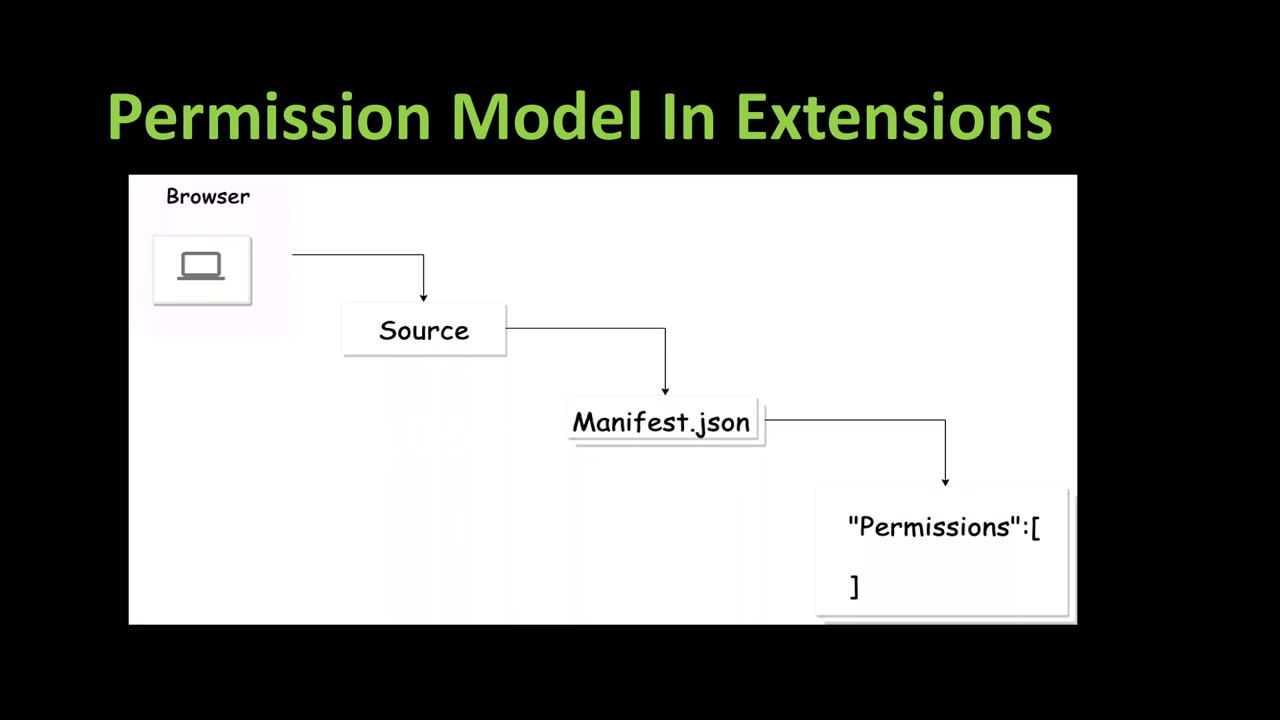 Permission Model In Extensions
Browser
Source
Manifest.json
"Permissions":[
]